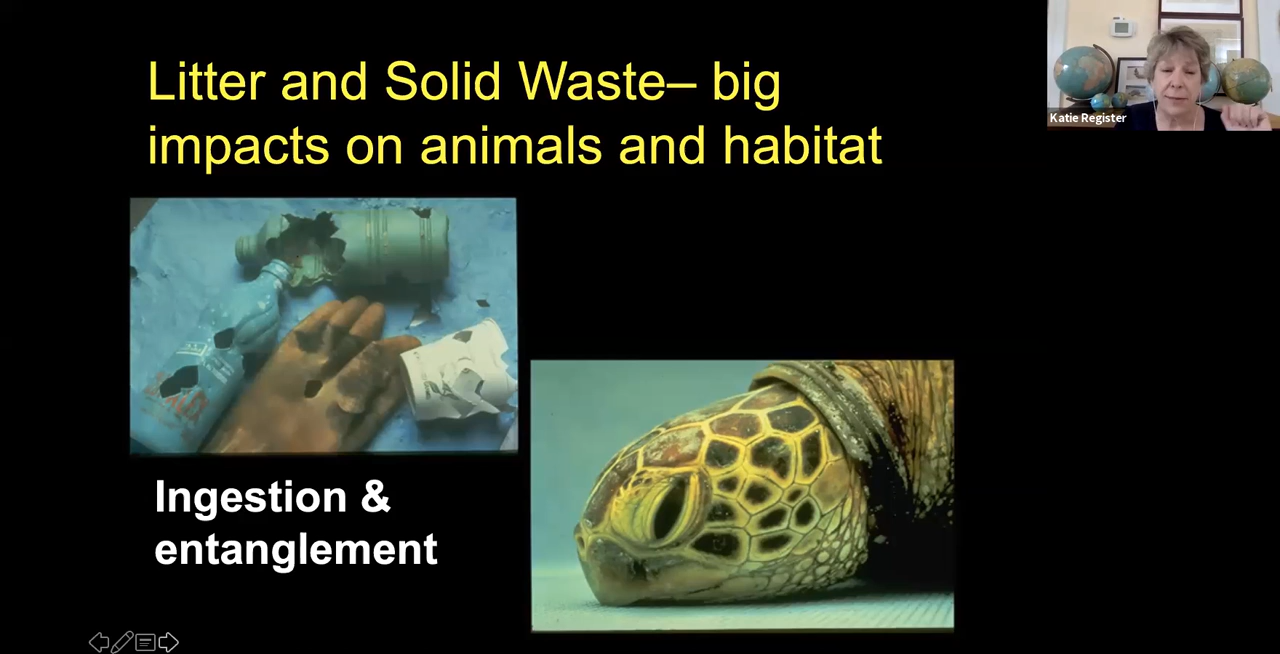 Litter and Solid Waste– big
impacts on animals and habitat
Katie Register
Ingestion &
entanglement